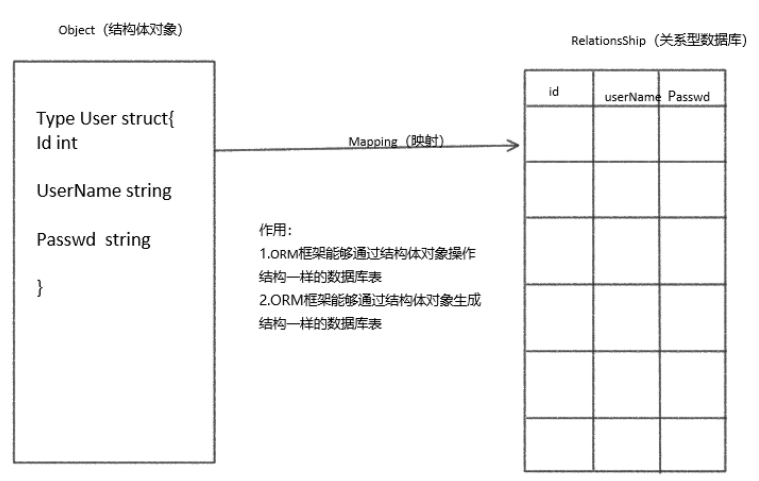 Object（结构体对象）
RelationsShip（关系型数据库）
Type User struct{
Id int
UserName string
Passwd  string
}
Mapping（映射）
作用：
1.ORM框架能够通过结构体对象操作
结构一样的数据库表
2.ORM框架能够通过结构体对象生成
结构一样的数据库表
id userName Passwd